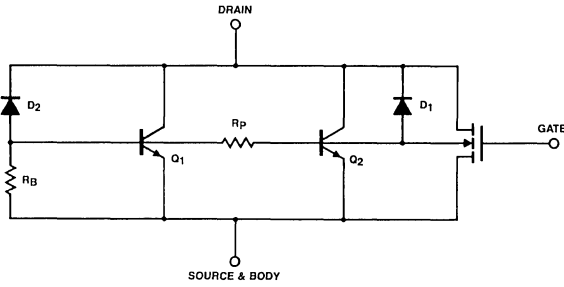 DRAIN
D2
RP
D1
GATE
Q1
Q2
RB
SOURCE & BODY